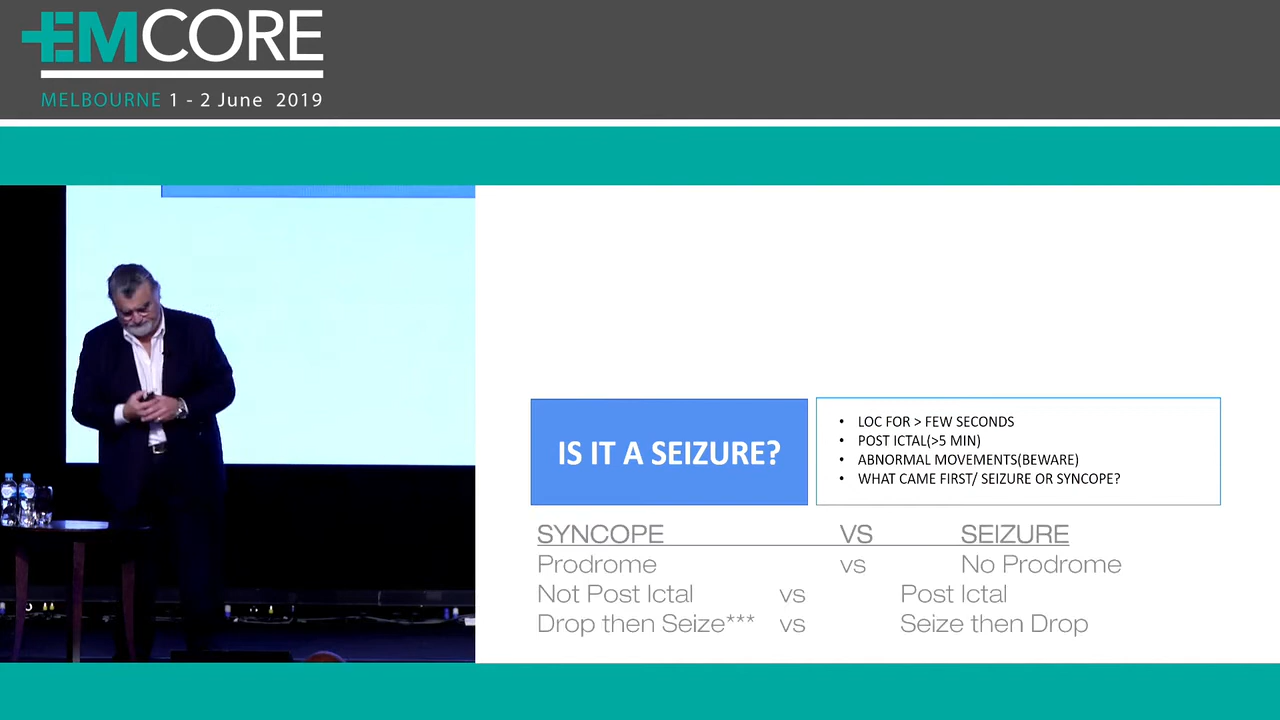 EMCORE
MELBOURNE 1 - 2 June 2019
IS IT A SEIZURE?
• LOC FOR > FEW SECONDS
• POST ICTAL(>5 MIN)
• ABNORMAL MOVEMENTS(BEWARE)
• WHAT CAME FIRST/ SEIZURE OR SYNCOPE?
SYNCOPE VS SEIZURE
Prodrome vs No Prodrome
Not Post Ictal vs Post Ictal
Drop then Seize*** vs Seize then Drop